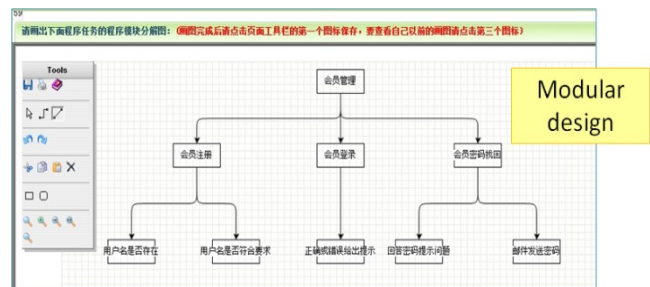 请画出下面程序任务的程序模块分解图：(画图完成后请点击页面工具栏的第一个图标保存，要查看自己以前的画图请点击第三个图标)
Tools
会员管理
Modular
design
会员注册
会员登录
会员密码找回
用户名是否存在
用户名是否符合要求
正确或错误给出提示
回答密码提示问题
邮件发送密码